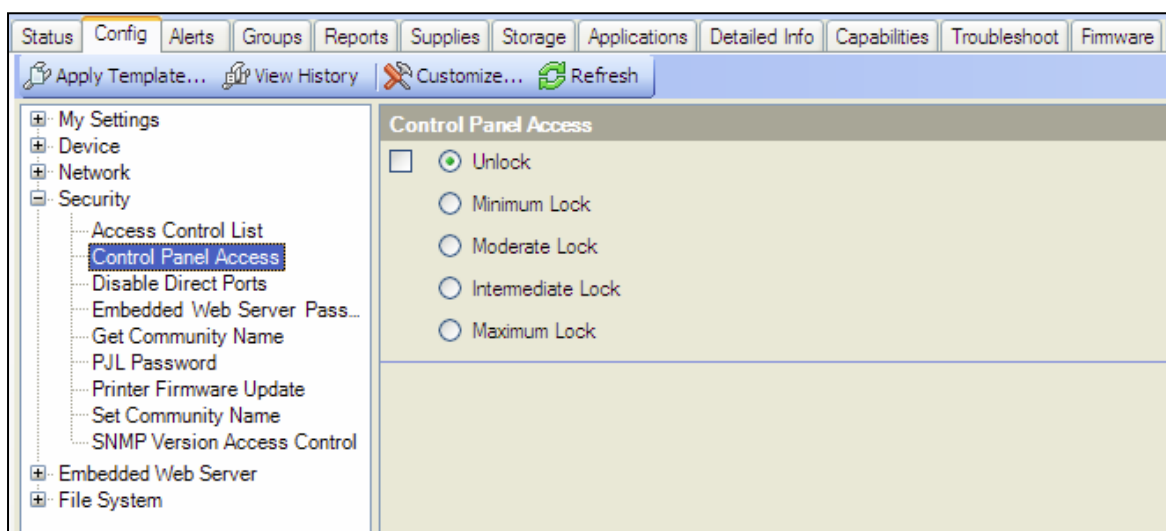 Status Config Alerts Groups Reports Supplies Storage Applications Detailed Info Capabilities Troubleshoot Firmware
Apply Template... View History Customize... Refresh
My Settings
Device
Network
Security
Access Control List
Control Panel Access
Disable Direct Ports
Embedded Web Server Pass...
Get Community Name
PJL Password
Printer Firmware Update
Set Community Name
SNMP Version Access Control
Embedded Web Server
File System
Control Panel Access
Unlock
Minimum Lock
Moderate Lock
Intermediate Lock
Maximum Lock